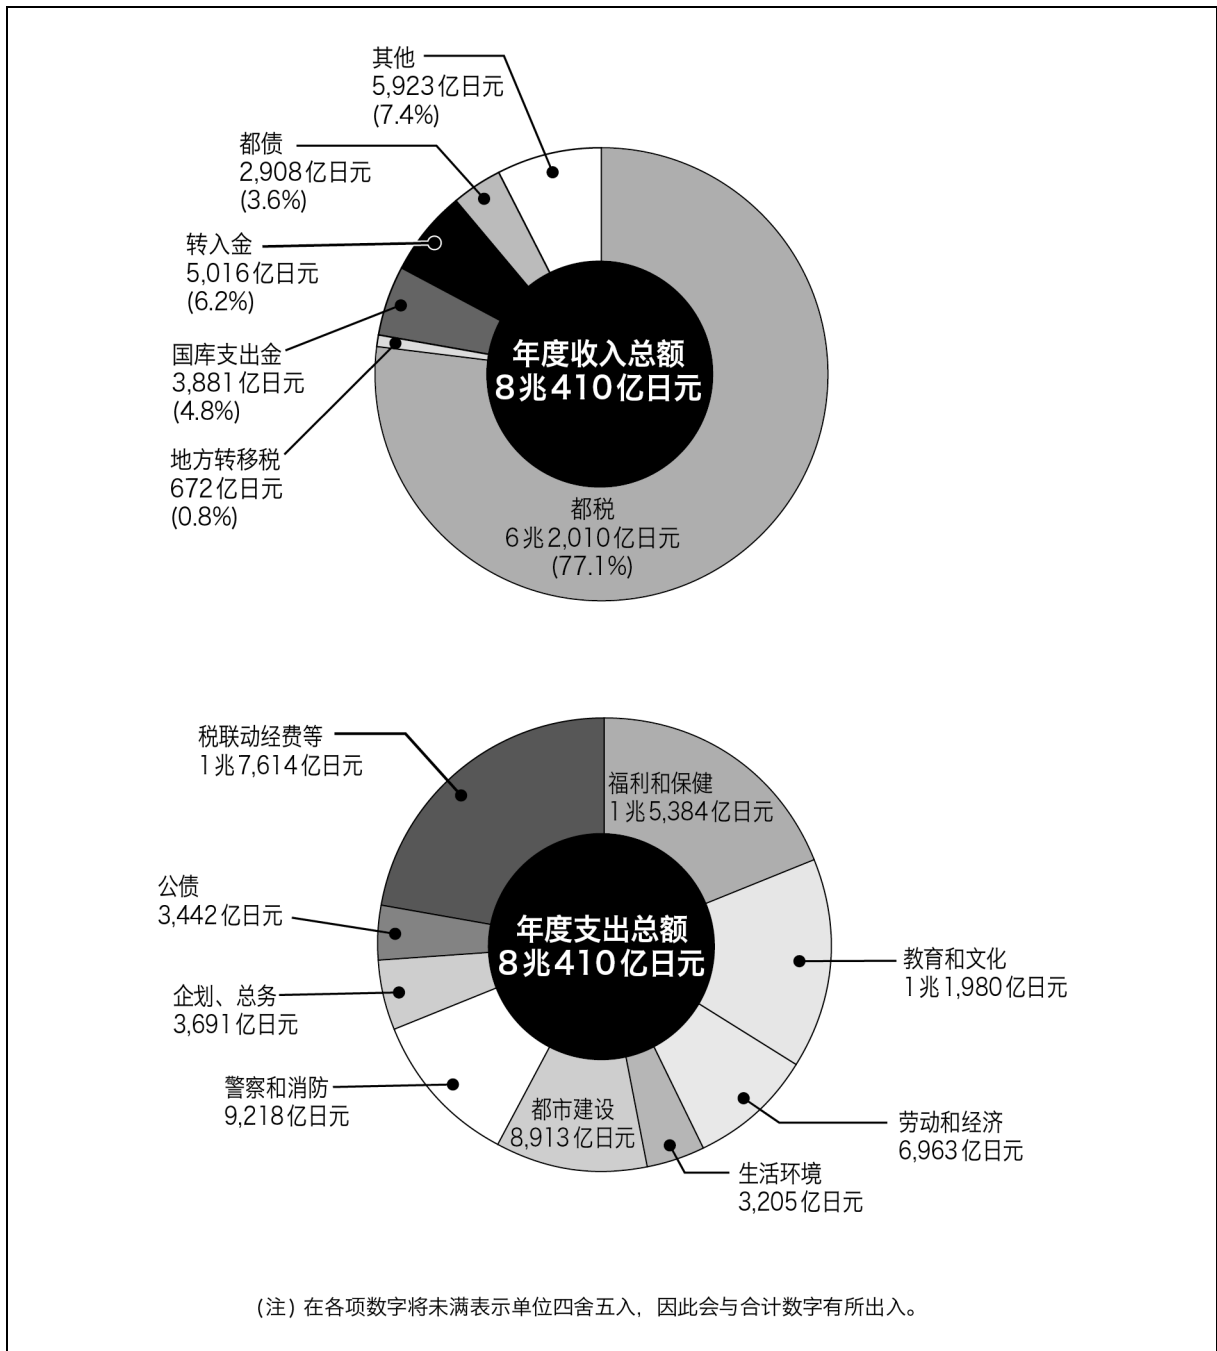 其他
5,923亿日元
(7.4%)
都债
2,908亿日元
(3.6%)
转入金
5,016亿日元
(6.2%)
国库支出金
3,881亿日元
(4.8%)
地方转移税
672亿日元
(0.8%)
年度收入总额
8兆410亿日元
都税
6兆2,010亿日元
(77.1%)
税联动经费等
1兆7,614亿日元
福利和保健
1兆5,384亿日元
公债
3,442亿日元
年度支出总额
8兆410亿日元
教育和文化
1兆1,980亿日元
企划、总务
3,691亿日元
警察和消防
9,218亿日元
都市建设
8,913亿日元
劳动和经济
6,963亿日元
生活环境
3,205亿日元
(注) 在各项数字将未满表示单位四舍五入，因此会与合计数字有所出入。